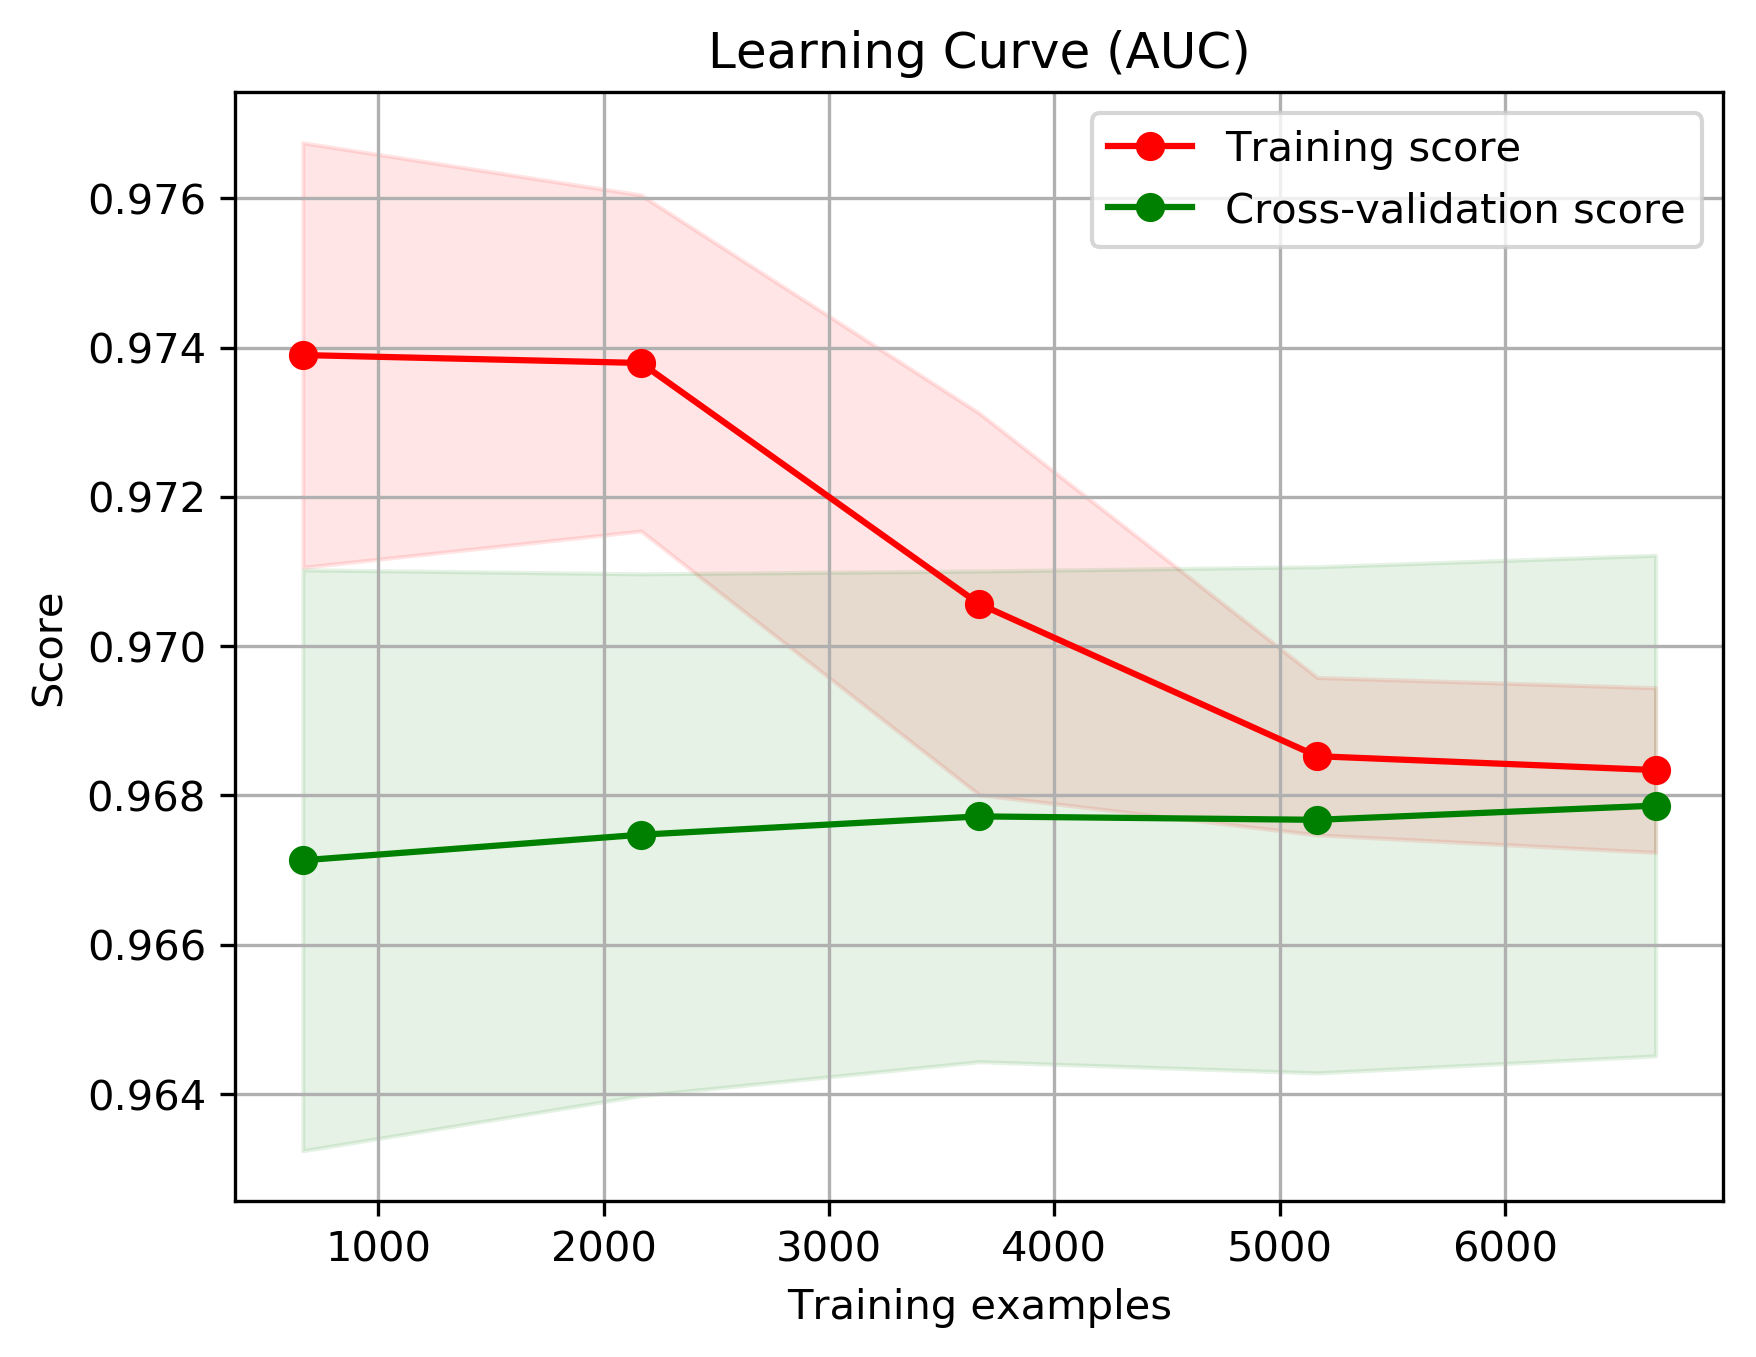 Learning Curve (AUC)
Training score
Cross-validation score
0.976
0.974
0.972
0.970
0.968
0.966
0.964
Score
1000 2000 3000 4000 5000 6000
Training examples